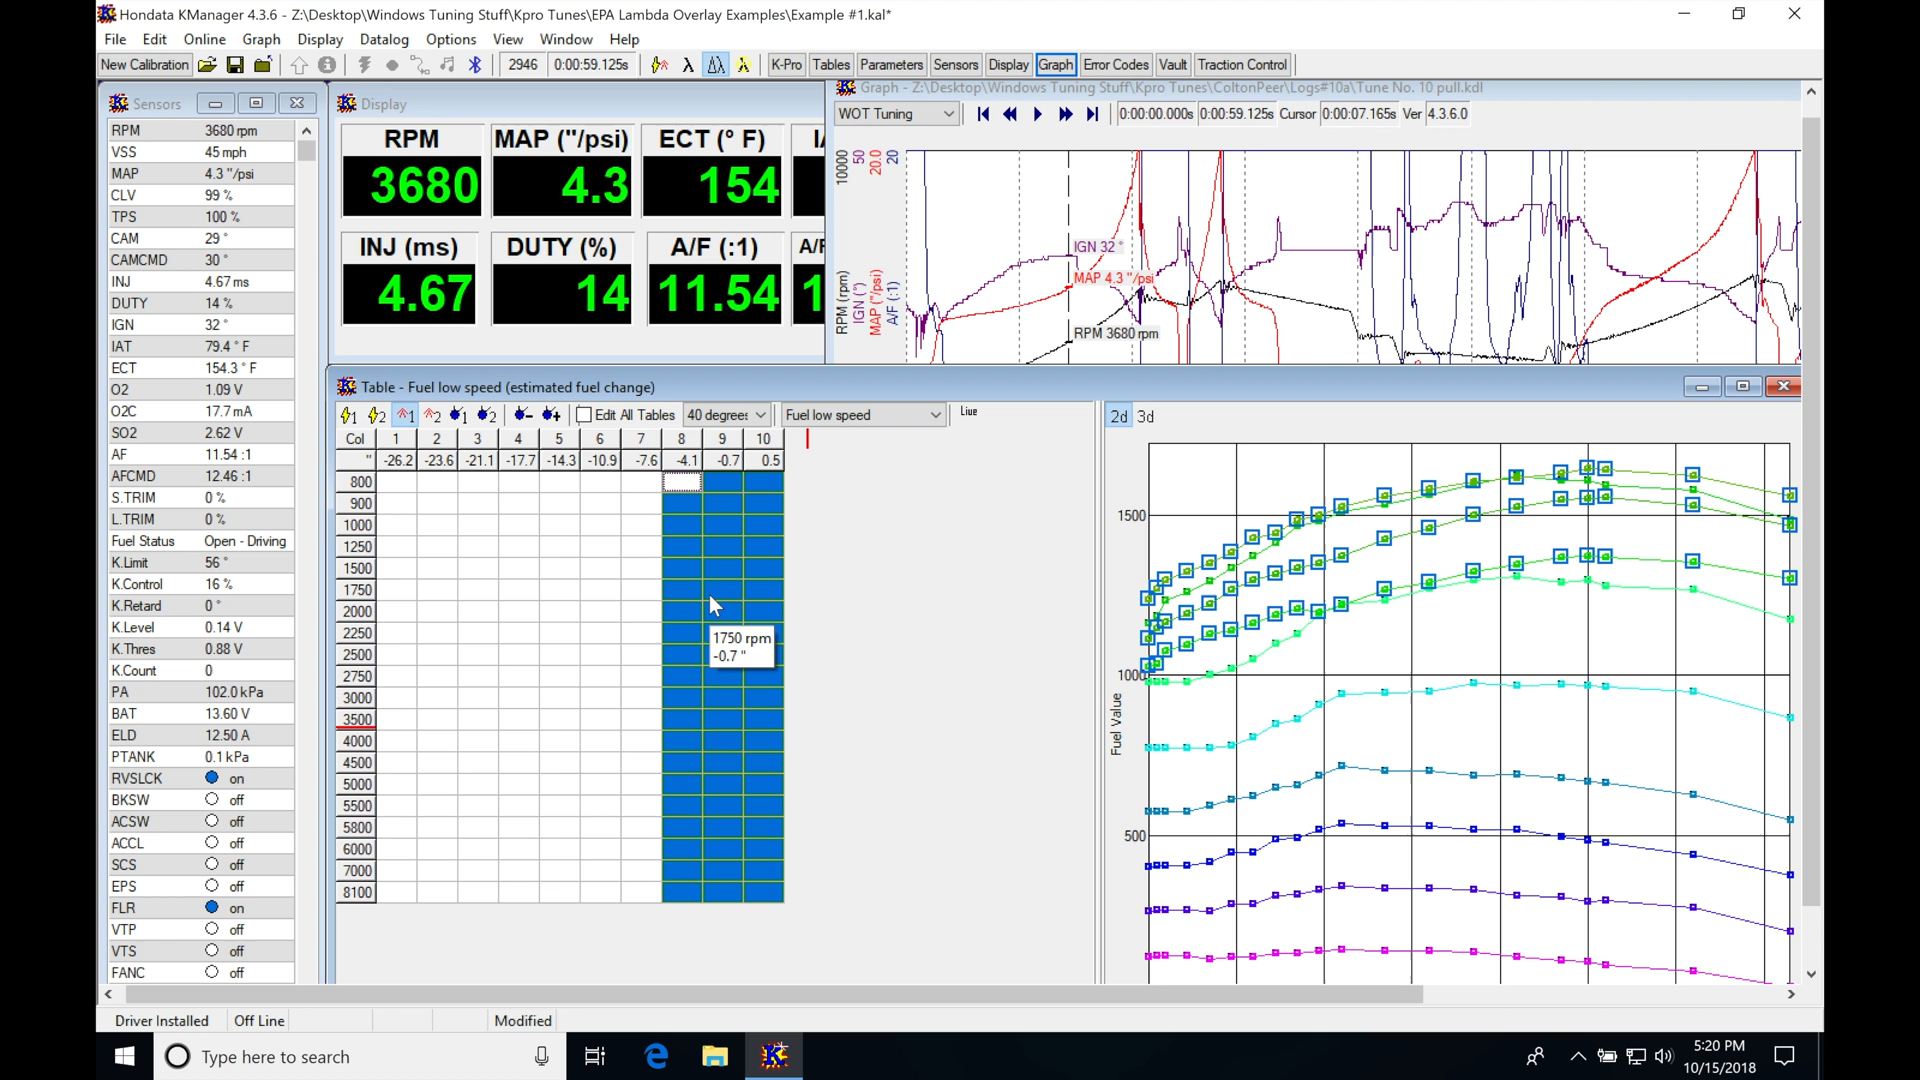 Hondata KManager 4.3.6 - Z:\Desktop\Windows Tuning Stuff\Kpro Tunes\EPA Lambda Overlay Examples\Example #1.kal*
File Edit Online Graph Display Datalog Options View Window Help
New Calibration 2946 0:00:59.125s K-Pro Tables Parameters Sensors Display Graph Error Codes Vault Traction Control
Sensors
RPM 3680 rpm
VSS 45 mph
MAP 4.3 "/psi
CLV 99 %
TPS 100 %
CAM 29 °
CAMCMD 30 °
INJ 4.67 ms
DUTY 14 %
IGN 32 °
IAT 79.4 ° F
ECT 154.3 ° F
O2 1.09 V
O2C 17.7 mA
SO2 2.62 V
AF 11.54 :1
AFCMD 12.46 :1
S.TRIM 0 %
L.TRIM 0 %
Fuel Status Open - Driving
K.Limit 56 °
K.Control 16 %
K.Retard 0 °
K.Level 0.14 V
K.Thres 0.88 V
K.Count 0
PA 102.0 kPa
BAT 13.60 V
ELD 12.50 A
PTANK 0.1 kPa
RVSLCK on
BKSW off
ACSW off
ACCL off
SCS off
EPS off
FLR on
VTP off
VTS off
FANC off
Display
RPM MAP ("/psi) ECT (° F)
3680 4.3 154
INJ (ms) DUTY (%) A/F (:1)
4.67 14 11.54
Graph - Z:\Desktop\Windows Tuning Stuff\Kpro Tunes\ColtonPeer\Logs#10a\Tune No. 10 pull.kdl
WOT Tuning 0:00:00.000s 0:00:59.125s Cursor 0:00:07.165s Ver 4.3.6.0
10000
50
20.0
20
RPM (rpm)
IGN (°)
MAP ("/psi)
A/F (:1)
IGN 32 °
MAP 4.3 "/psi
RPM 3680 rpm
Table - Fuel low speed (estimated fuel change)
1 2 1 2 1 2 Edit All Tables 40 degrees Fuel low speed Live
Col 1 2 3 4 5 6 7 8 9 10
" -26.2 -23.6 -21.1 -17.7 -14.3 -10.9 -7.6 -4.1 -0.7 0.5
800
900
1000
1250
1500
1750
2000
2250
2500
2750
3000
3500
4000
4500
5000
5500
5800
6000
7000
8100
1750 rpm
-0.7 "
2d 3d
1500
1000
500
Fuel Value
Driver Installed Off Line Modified
Type here to search
5:20 PM
10/15/2018